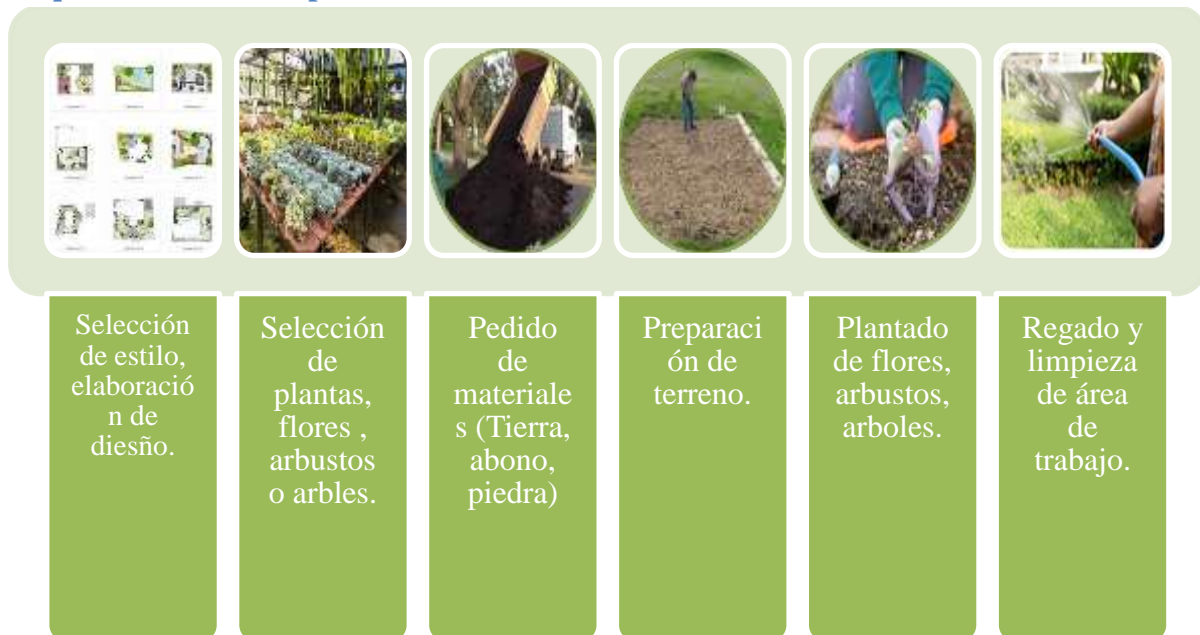 Selección
de estilo,
elaboració
n de
diesño.
Selección
de
plantas,
flores ,
arbustos
o arbles.
Pedido
de
materiale
s (Tierra,
abono,
piedra)
Preparaci
ón de
terreno.
Plantado
de flores,
arbustos,
arboles.
Regado y
limpieza
de área
de
trabajo.